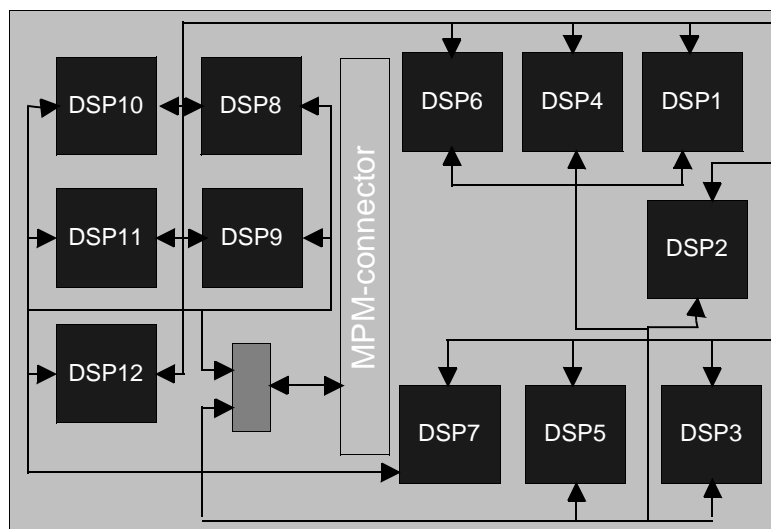 DSP10
DSP8
DSP6
DSP4
DSP1
DSP11
DSP9
MPM-connector
DSP2
DSP12
DSP7
DSP5
DSP3